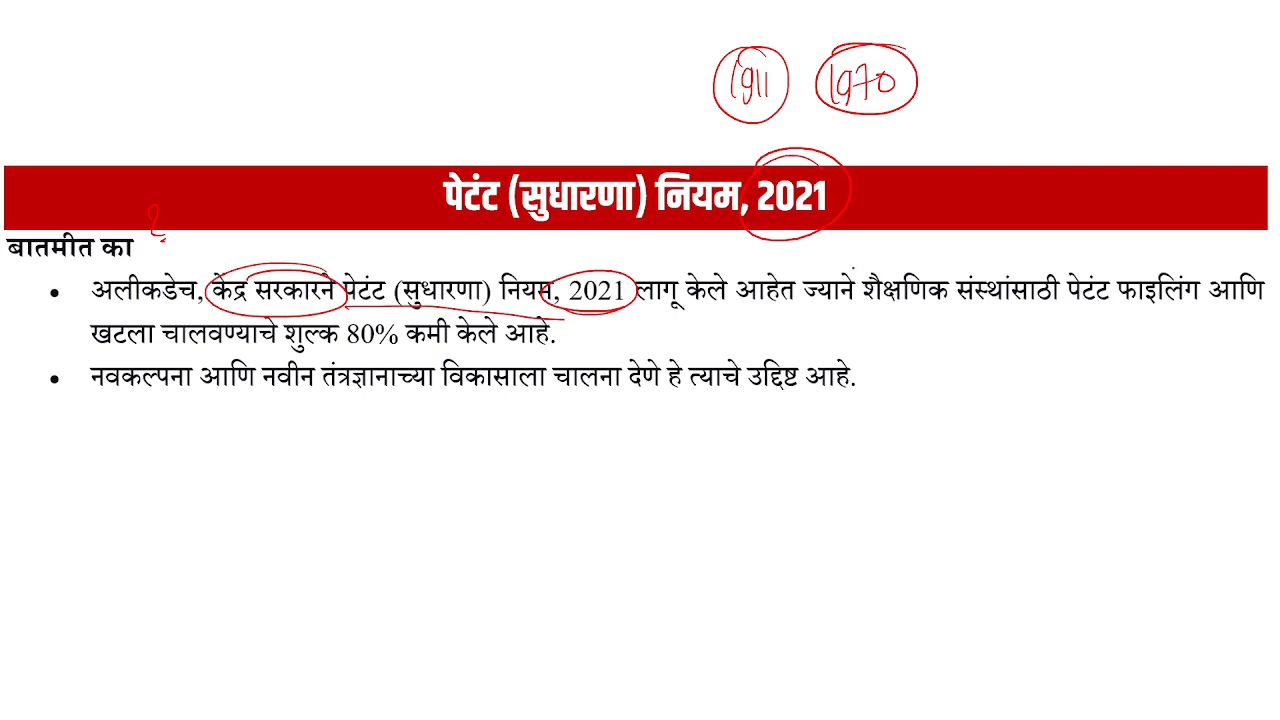 1911 1970
पेटंट (सुधारणा) नियम, 2021
बातमीत का ?
• अलीकडेच, केंद्र सरकारने पेटंट (सुधारणा) नियम, 2021 लागू केले आहेत ज्याने शैक्षणिक संस्थांसाठी पेटंट फाइलिंग आणि
खटला चालवण्याचे शुल्क 80% कमी केले आहे.
• नवकल्पना आणि नवीन तंत्रज्ञानाच्या विकासाला चालना देणे हे त्याचे उद्दिष्ट आहे.